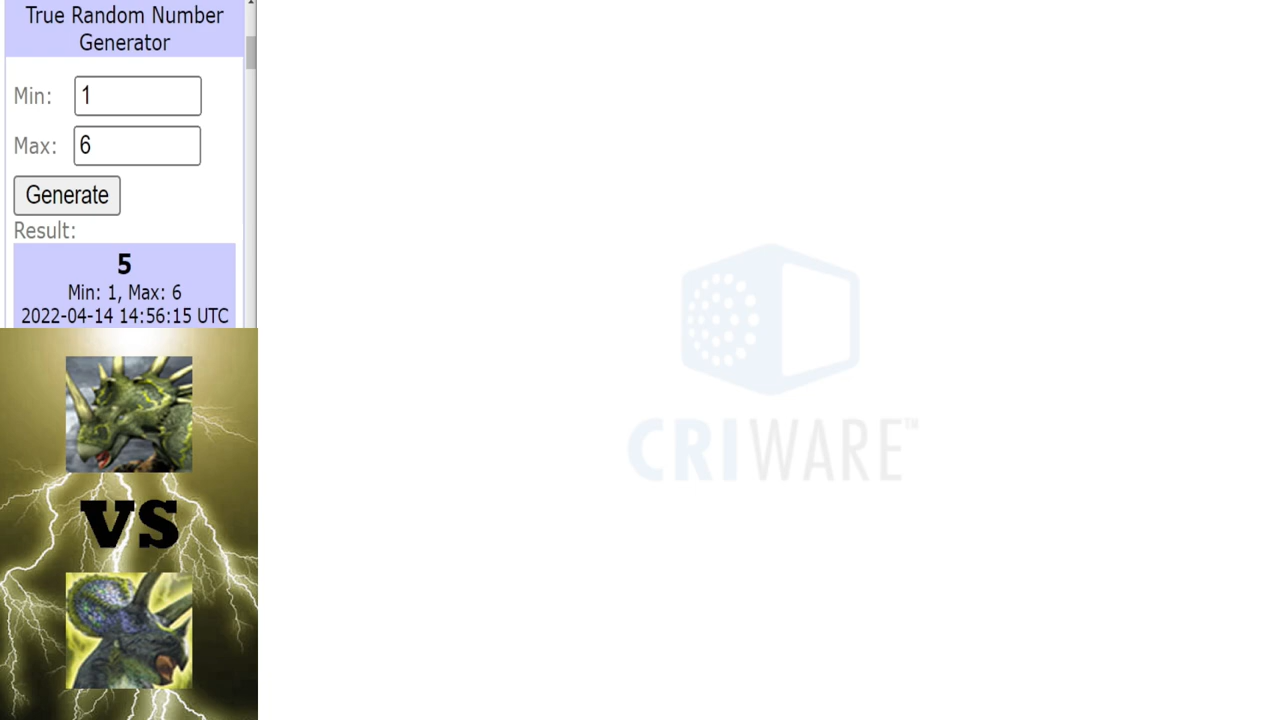 True Random Number
Generator
Min: 1
Max: 6
Generate
Result:
5
Min: 1, Max: 6
2022-04-14 14:56:15 UTC
vs
CRIWARE™